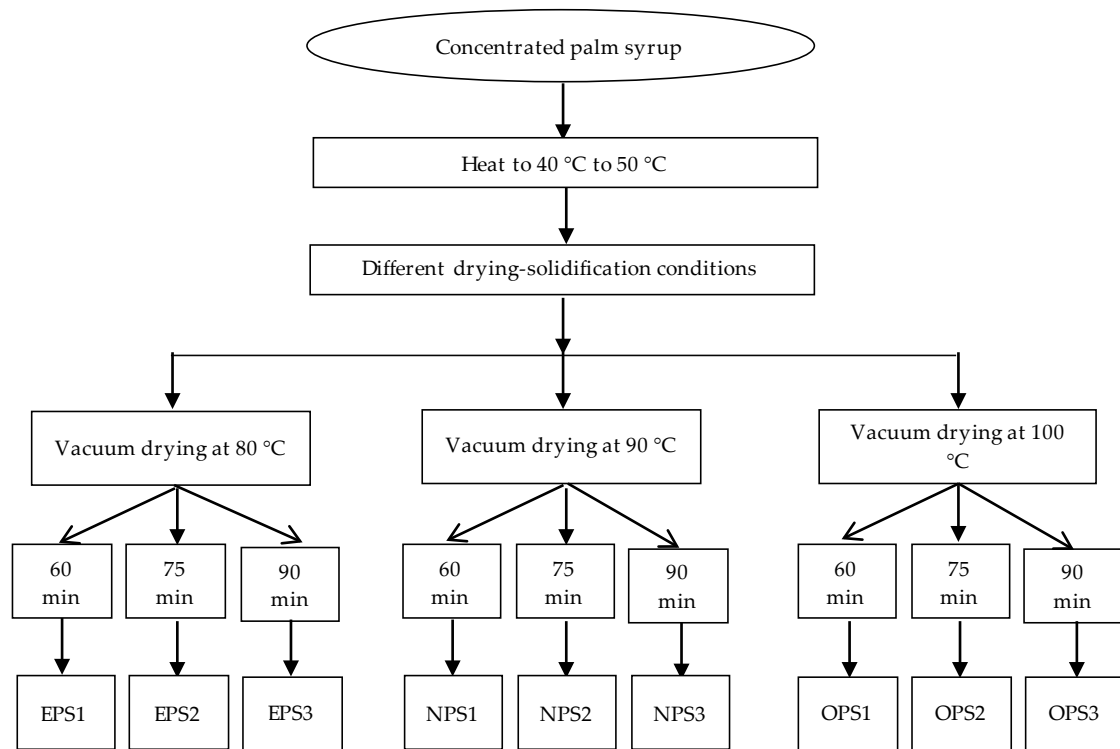 Concentrated palm syrup
Heat to 40 °C to 50 °C
Different drying-solidification conditions
Vacuum drying at 80 °C
Vacuum drying at 90 °C
Vacuum drying at 100
°C
60
min
75
min
90
min
60
min
75
min
90
min
60
min
75
min
90
min
EPS1
EPS2
EPS3
NPS1
NPS2
NPS3
OPS1
OPS2
OPS3